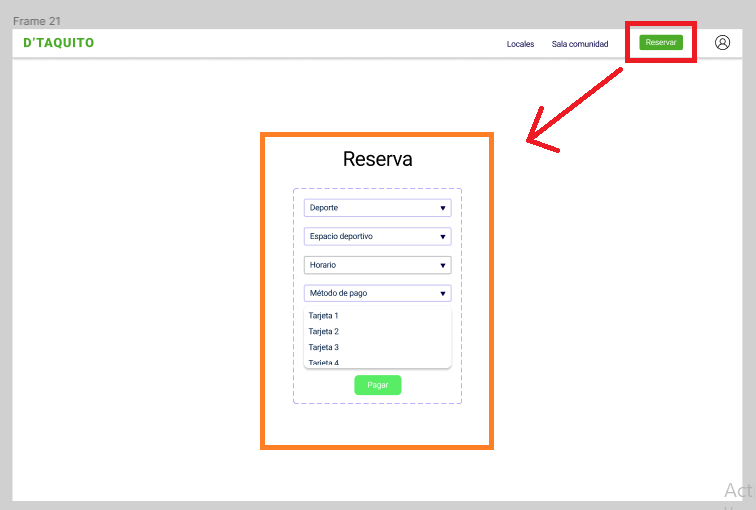 Frame 21
D'TAQUITO
Locales
Sala comunidad
Reservar
Reserva
Deporte
Espacio deportivo
Horario
Método de pago
Tarjeta 1
Tarjeta 2
Tarjeta 3
Tarjeta 4
Pagar
Act